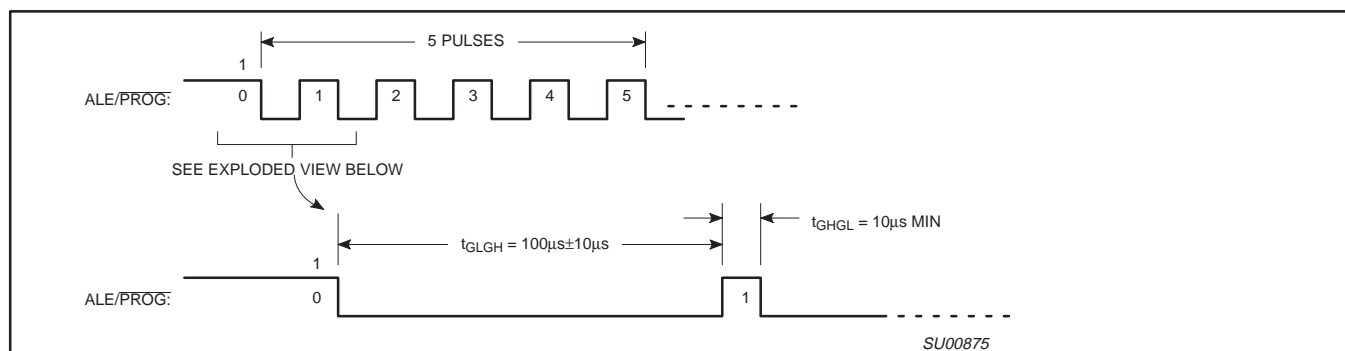 5 PULSES
1
ALE/PROG: 0 1 2 3 4 5
SEE EXPLODED VIEW BELOW
tGHGL = 10µs MIN
tGLGH = 100µs±10µs
1
ALE/PROG: 0 1
SU00875